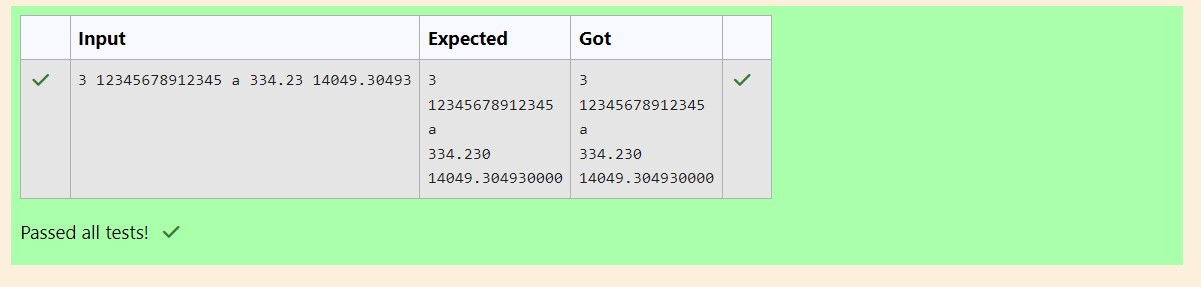 Input Expected Got
3 12345678912345 a 334.23 14049.30493 3 3
12345678912345 12345678912345
a a
334.230 334.230
14049.304930000 14049.304930000
Passed all tests!